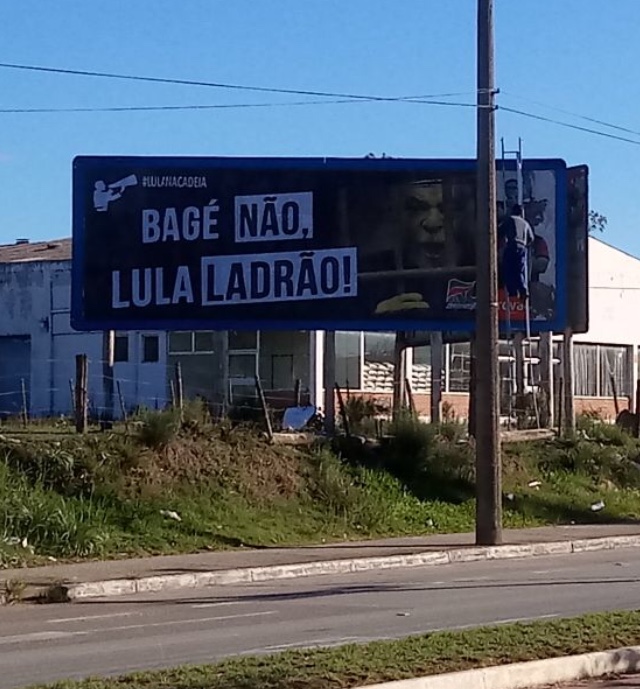 #LULANACADEIA
BAGÉ NÃO,
LULA LADRÃO!